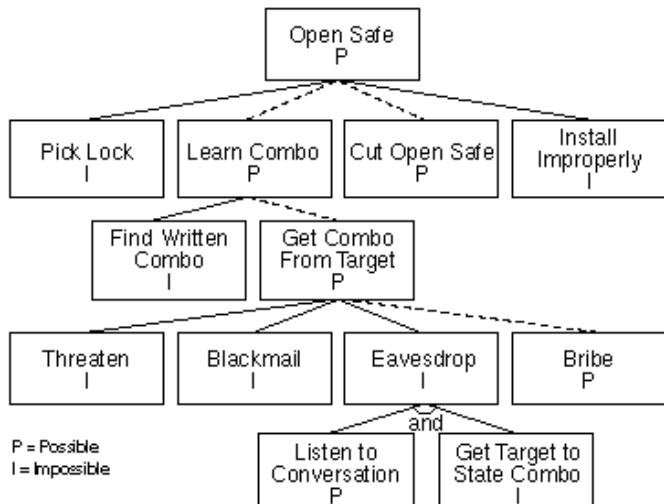 Open Safe
P
Pick Lock
I
Learn Combo
P
Cut Open Safe
P
Install
Improperly
I
Find Written
Combo
I
Get Combo
From Target
P
Threaten
I
Blackmail
I
Eavesdrop
I
Bribe
P
and
P = Possible
I = Impossible
Listen to
Conversation
P
Get Target to
State Combo
I